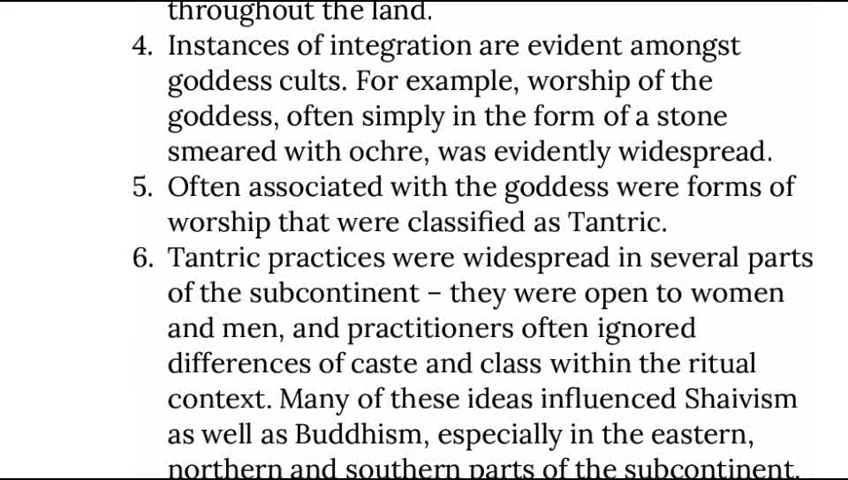 throughout the land.
4. Instances of integration are evident amongst
goddess cults. For example, worship of the
goddess, often simply in the form of a stone
smeared with ochre, was evidently widespread.
5. Often associated with the goddess were forms of
worship that were classified as Tantric.
6. Tantric practices were widespread in several parts
of the subcontinent – they were open to women
and men, and practitioners often ignored
differences of caste and class within the ritual
context. Many of these ideas influenced Shaivism
as well as Buddhism, especially in the eastern,
northern and southern parts of the subcontinent.